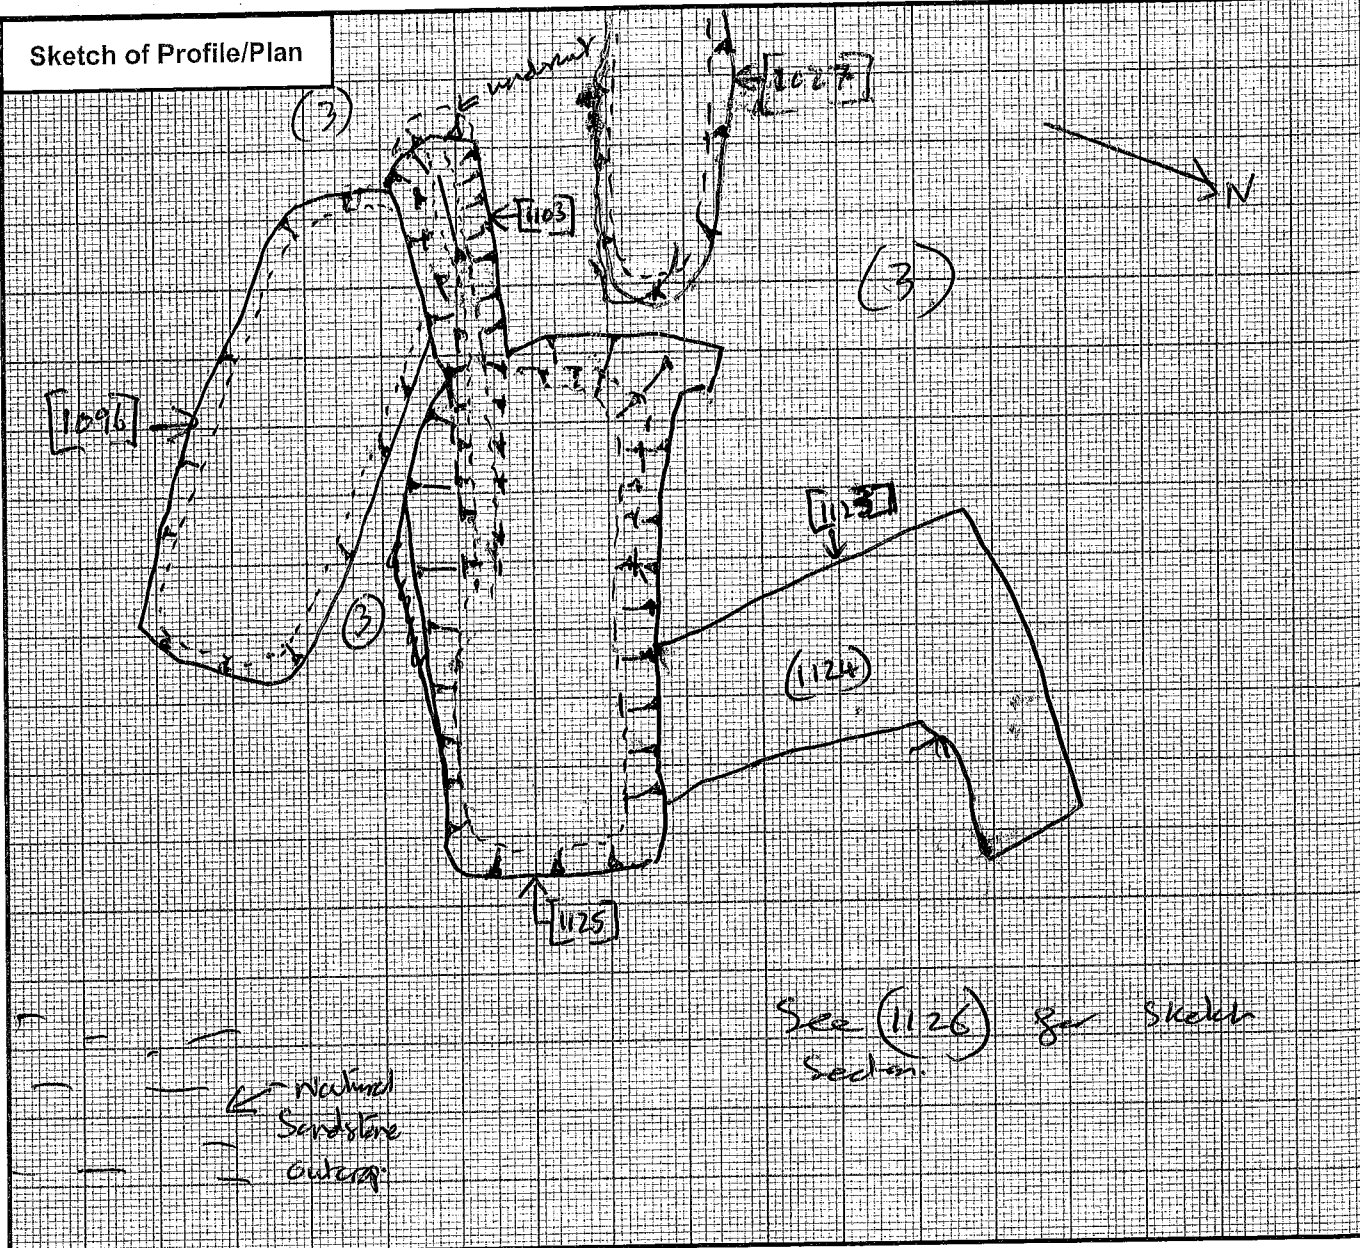 Sketch of Profile/Plan
undercut
[1027]
(3)
N
[1103]
(3)
[1096]
[1123]
(3)
(1124)
[1125]
See (1126) for Sketch
Section.
Natural
Sandstone
outcrop.